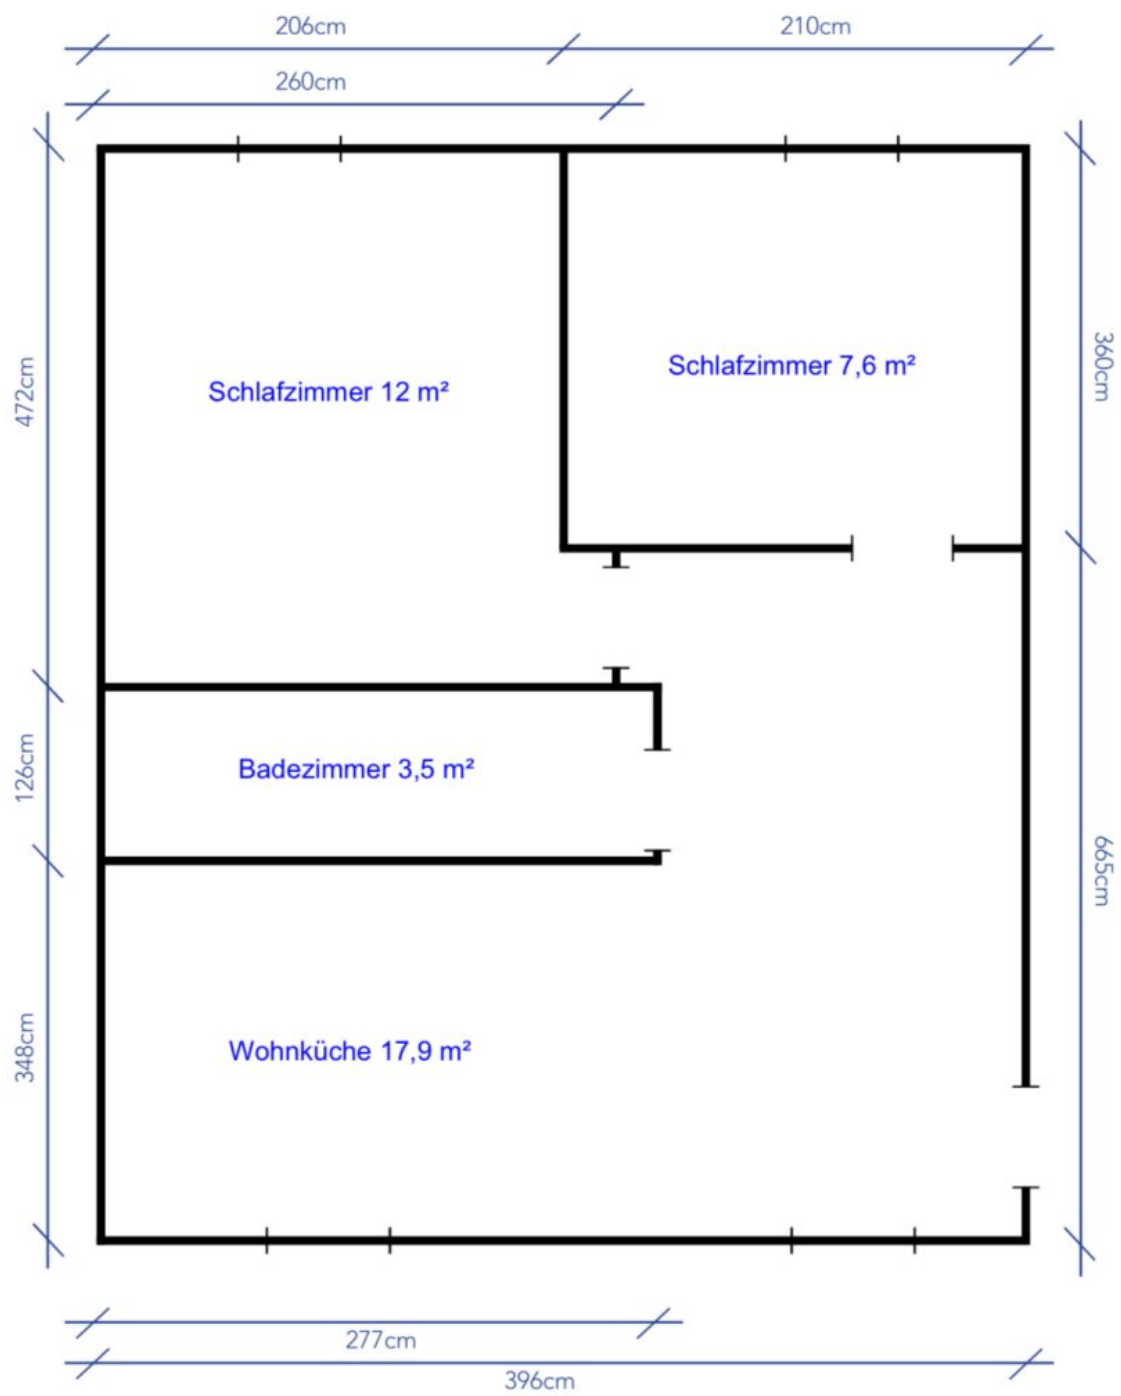 206cm
210cm
260cm
472cm
360cm
Schlafzimmer 7,6 m²
Schlafzimmer 12 m²
126cm
Badezimmer 3,5 m²
665cm
348cm
Wohnküche 17,9 m²
277cm
396cm